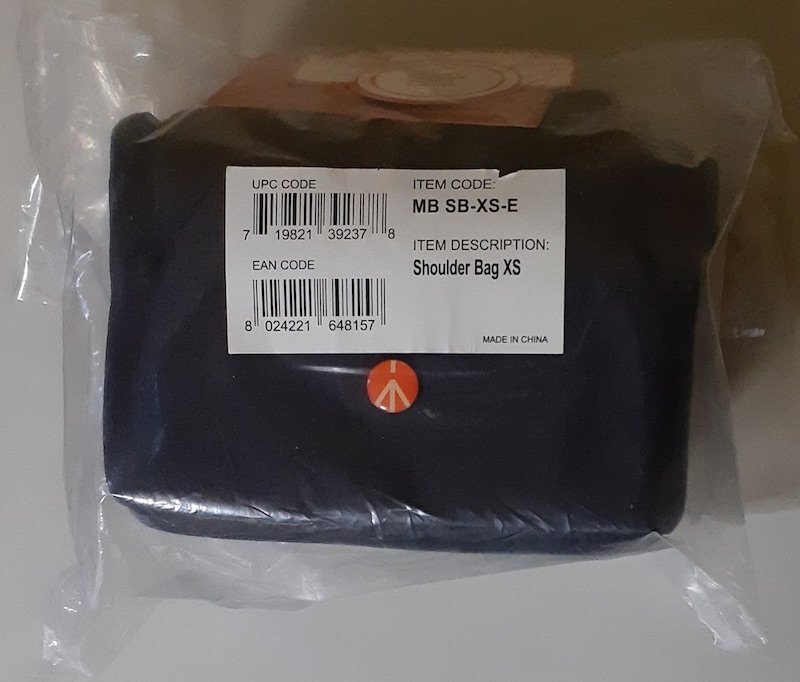 UPC CODE
7 19821 39237 8
EAN CODE
8 024221 648157
ITEM CODE:
MB SB-XS-E
ITEM DESCRIPTION:
Shoulder Bag XS
MADE IN CHINA